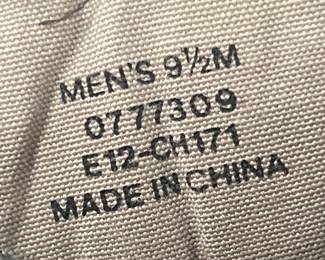 MEN'S 9½M
0777309
E12-CH171
MADE IN CHINA